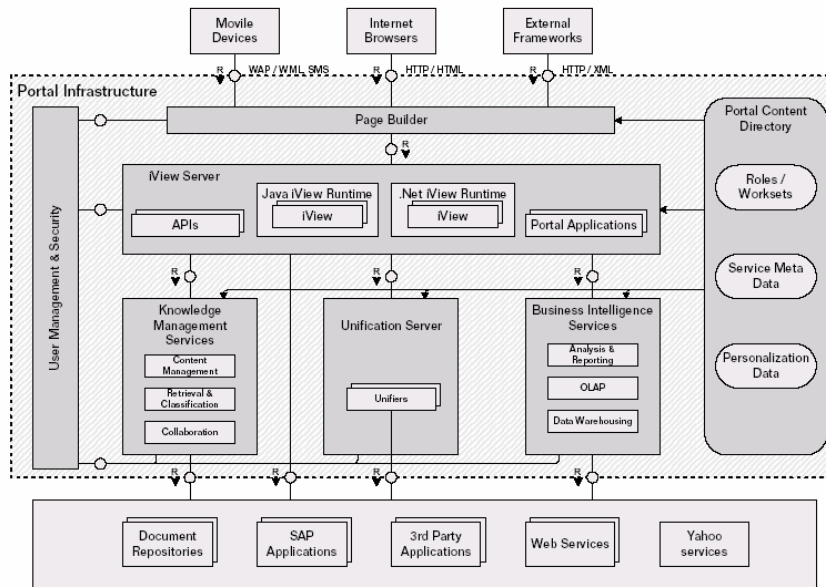 Movile
Devices
Internet
Browsers
External
Frameworks
R
WAP / WML, SMS
R
HTTP / HTML
R
HTTP / XML
Portal Infrastructure
Page Builder
Portal Content
Directory
R
iView Server
Java iView Runtime
iView
.Net iView Runtime
iView
APIs
Portal Applications
Roles /
Worksets
User Management & Security
R
R
R
Service Meta
Data
Knowledge
Management
Services
Content
Management
Retrieval &
Classification
Collaboration
Unification Server
Unifiers
Business Intelligence
Services
Analysis &
Reporting
OLAP
Data Warehousing
Personalization
Data
R
R
R
R
Document
Repositories
SAP
Applications
3rd Party
Applications
Web Services
Yahoo
services